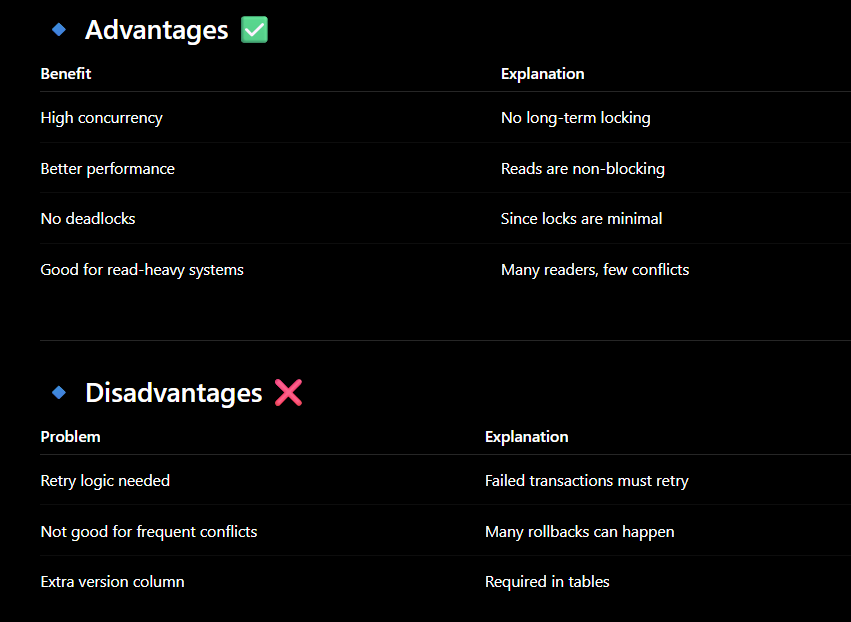 🔹 Advantages ✅
Benefit Explanation
High concurrency No long-term locking
Better performance Reads are non-blocking
No deadlocks Since locks are minimal
Good for read-heavy systems Many readers, few conflicts
🔹 Disadvantages ❌
Problem Explanation
Retry logic needed Failed transactions must retry
Not good for frequent conflicts Many rollbacks can happen
Extra version column Required in tables